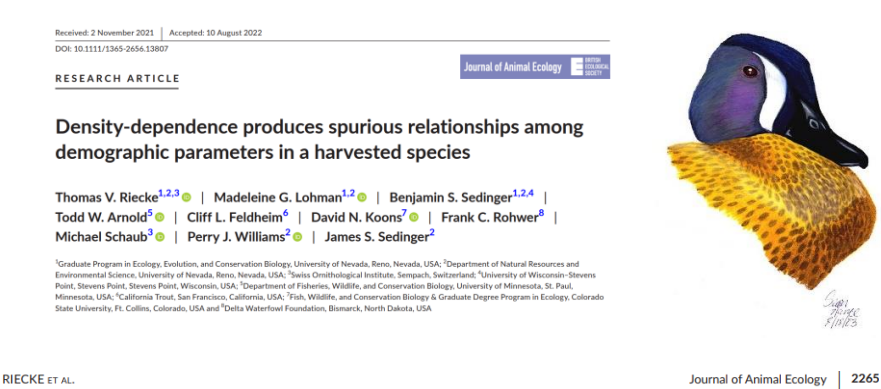 Received: 2 November 2021 | Accepted: 10 August 2022
DOI: 10.1111/1365-2656.13807
RESEARCH ARTICLE
Journal of Animal Ecology
BRITISH
ECOLOGICAL
SOCIETY
Density-dependence produces spurious relationships among
demographic parameters in a harvested species
Thomas V. Riecke1,2,3 | Madeleine G. Lohman1,2 | Benjamin S. Sedinger1,2,4 |
Todd W. Arnold5 | Cliff L. Feldheim6 | David N. Koons7 | Frank C. Rohwer8 |
Michael Schaub3 | Perry J. Williams2 | James S. Sedinger2
1Graduate Program in Ecology, Evolution, and Conservation Biology, University of Nevada, Reno, Nevada, USA; 2Department of Natural Resources and
Environmental Science, University of Nevada, Reno, Nevada, USA; 3Swiss Ornithological Institute, Sempach, Switzerland; 4University of Wisconsin–Stevens
Point, Stevens Point, Stevens Point, Wisconsin, USA; 5Department of Fisheries, Wildlife, and Conservation Biology, University of Minnesota, St. Paul,
Minnesota, USA; 6California Trout, San Francisco, California, USA; 7Fish, Wildlife, and Conservation Biology & Graduate Degree Program in Ecology, Colorado
State University, Ft. Collins, Colorado, USA and 8Delta Waterfowl Foundation, Bismarck, North Dakota, USA
RIECKE ET AL.
Journal of Animal Ecology | 2265